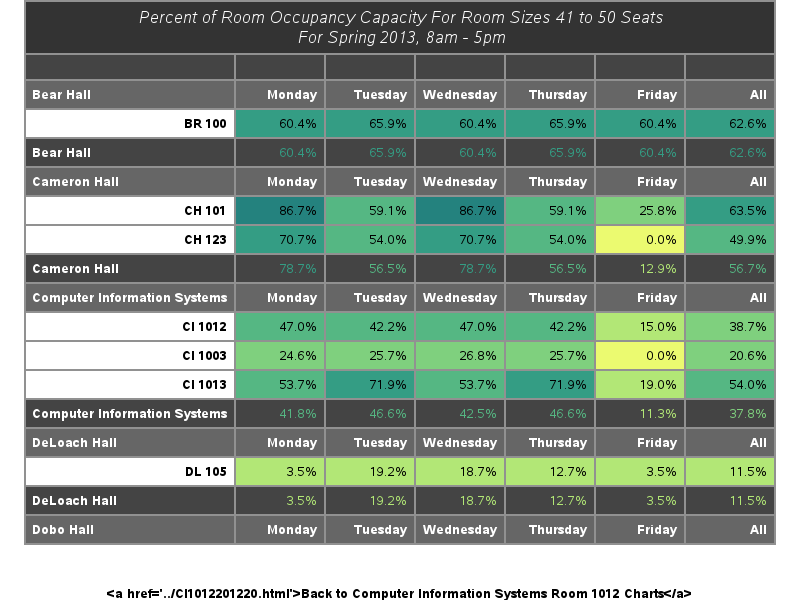 Percent of Room Occupancy Capacity For Room Sizes 41 to 50 Seats
For Spring 2013, 8am - 5pm
Bear Hall Monday Tuesday Wednesday Thursday Friday All
BR 100 60.4% 65.9% 60.4% 65.9% 60.4% 62.6%
Bear Hall 60.4% 65.9% 60.4% 65.9% 60.4% 62.6%
Cameron Hall Monday Tuesday Wednesday Thursday Friday All
CH 101 86.7% 59.1% 86.7% 59.1% 25.8% 63.5%
CH 123 70.7% 54.0% 70.7% 54.0% 0.0% 49.9%
Cameron Hall 78.7% 56.5% 78.7% 56.5% 12.9% 56.7%
Computer Information Systems Monday Tuesday Wednesday Thursday Friday All
CI 1012 47.0% 42.2% 47.0% 42.2% 15.0% 38.7%
CI 1003 24.6% 25.7% 26.8% 25.7% 0.0% 20.6%
CI 1013 53.7% 71.9% 53.7% 71.9% 19.0% 54.0%
Computer Information Systems 41.8% 46.6% 42.5% 46.6% 11.3% 37.8%
DeLoach Hall Monday Tuesday Wednesday Thursday Friday All
DL 105 3.5% 19.2% 18.7% 12.7% 3.5% 11.5%
DeLoach Hall 3.5% 19.2% 18.7% 12.7% 3.5% 11.5%
Dobo Hall Monday Tuesday Wednesday Thursday Friday All
&lt;a href='../CI1012201220.html'&gt;Back to Computer Information Systems Room 1012 Charts&lt;/a&gt;